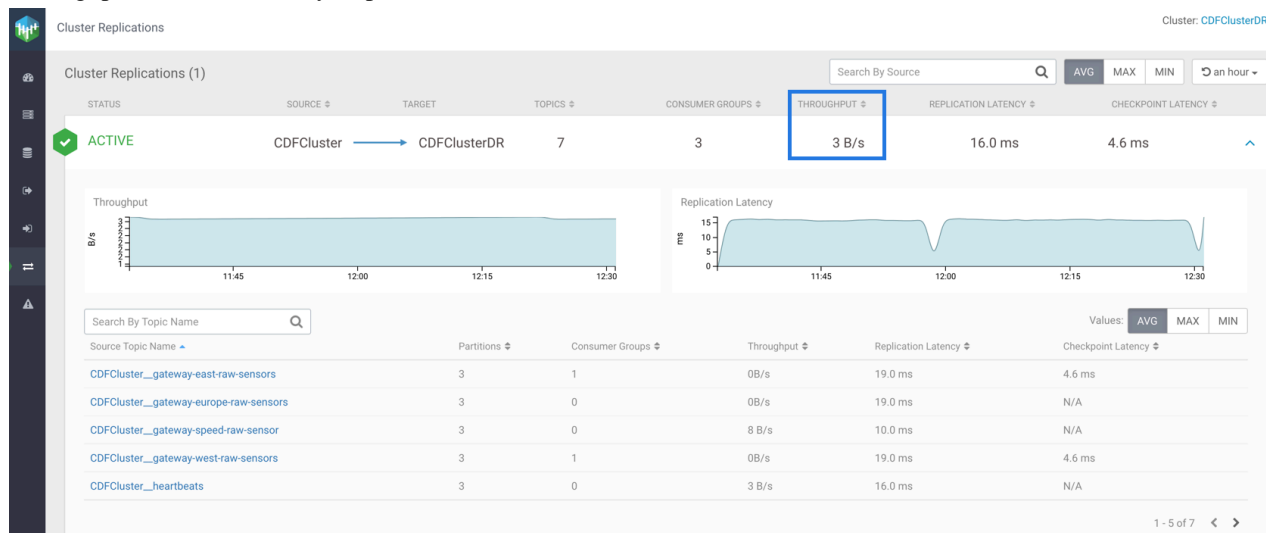 Cluster Replications
Cluster: CDFClusterDR
Cluster Replications (1)
Search By Source
AVG MAX MIN
an hour
STATUS SOURCE TARGET TOPICS CONSUMER GROUPS THROUGHPUT REPLICATION LATENCY CHECKPOINT LATENCY
ACTIVE CDFCluster CDFClusterDR 7 3 3 B/s 16.0 ms 4.6 ms
Throughput
B/s
3
2
2
2
2
1
11:45 12:00 12:15 12:30
Replication Latency
ms
15
10
5
0
11:45 12:00 12:15 12:30
Search By Topic Name
Values: AVG MAX MIN
Source Topic Name Partitions Consumer Groups Throughput Replication Latency Checkpoint Latency
CDFCluster__gateway-east-raw-sensors 3 1 0B/s 19.0 ms 4.6 ms
CDFCluster__gateway-europe-raw-sensors 3 0 0B/s 19.0 ms N/A
CDFCluster__gateway-speed-raw-sensor 3 0 8 B/s 10.0 ms N/A
CDFCluster__gateway-west-raw-sensors 3 1 0B/s 19.0 ms 4.6 ms
CDFCluster__heartbeats 3 0 3 B/s 16.0 ms N/A
1 - 5 of 7